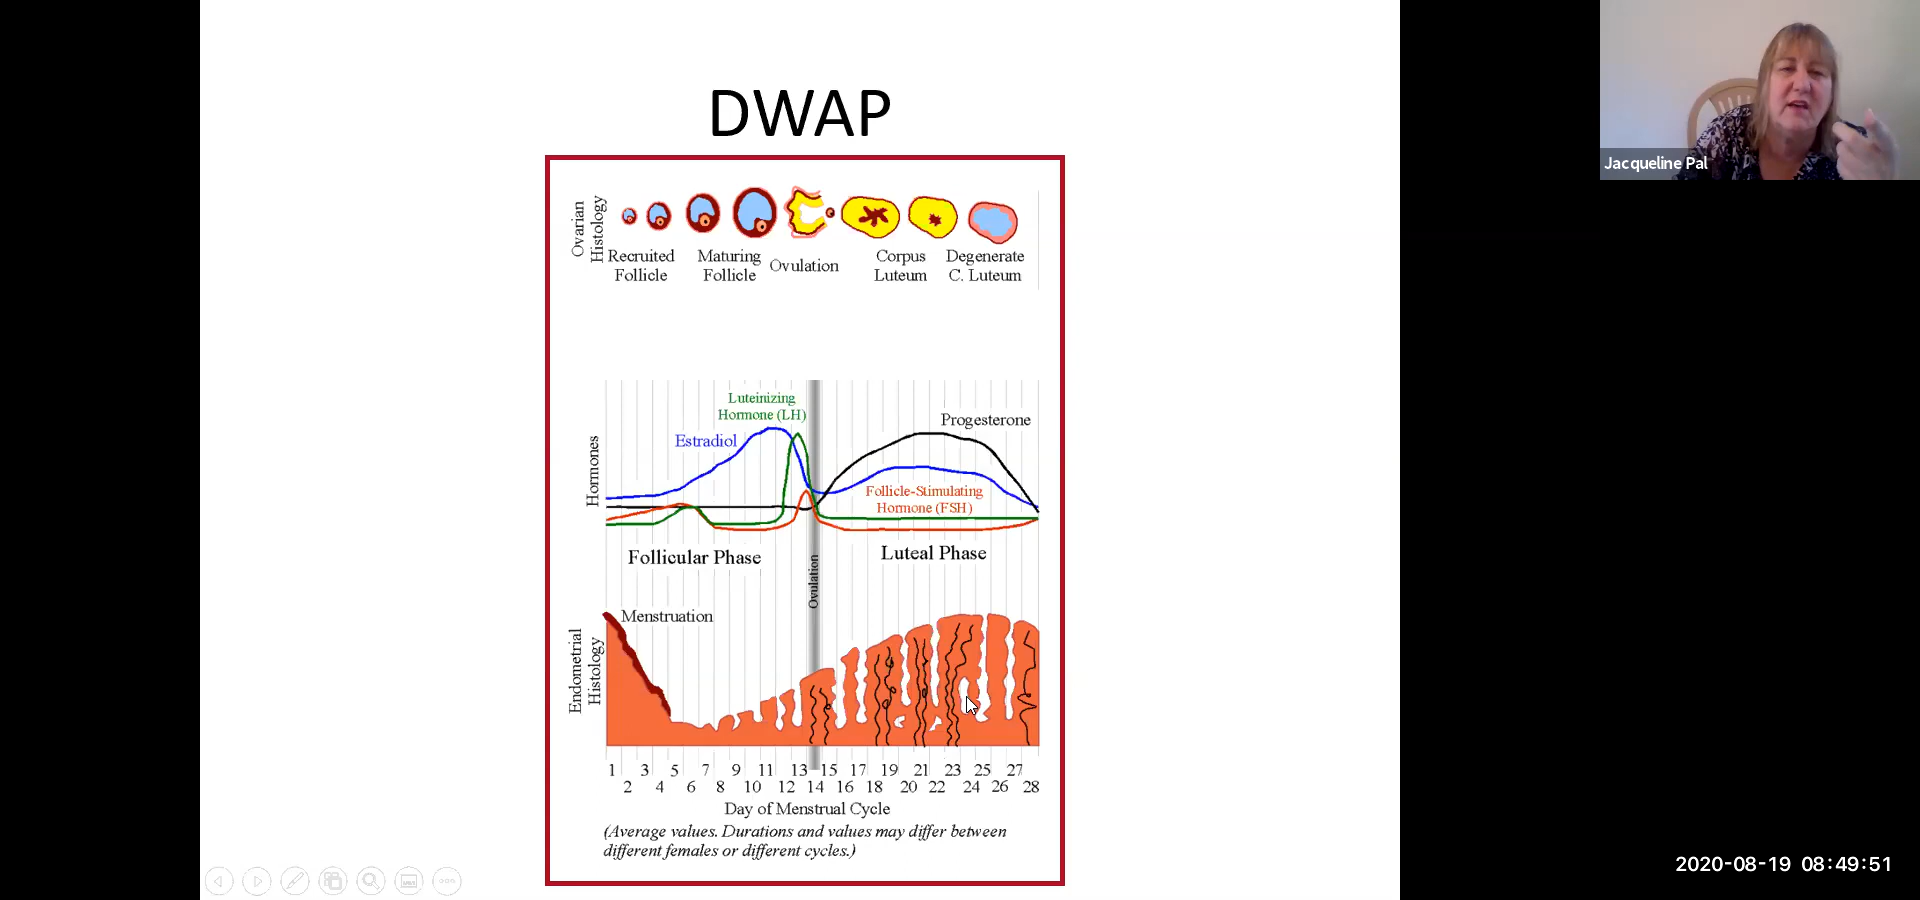 DWAP
Jacqueline Pal
Ovarian
Histology
Recruited
Follicle
Maturing
Follicle
Ovulation
Corpus
Luteum
Degenerate
C. Luteum
Hormones
Luteinizing
Hormone (LH)
Estradiol
Progesterone
Follicle-Stimulating
Hormone (FSH)
Follicular Phase
Luteal Phase
Ovulation
Menstruation
Endometrial
Histology
1 3 5 7 9 11 13 15 17 19 21 23 25 27
2 4 6 8 10 12 14 16 18 20 22 24 26 28
Day of Menstrual Cycle
(Average values. Durations and values may differ between
different females or different cycles.)
2020-08-19 08:49:51